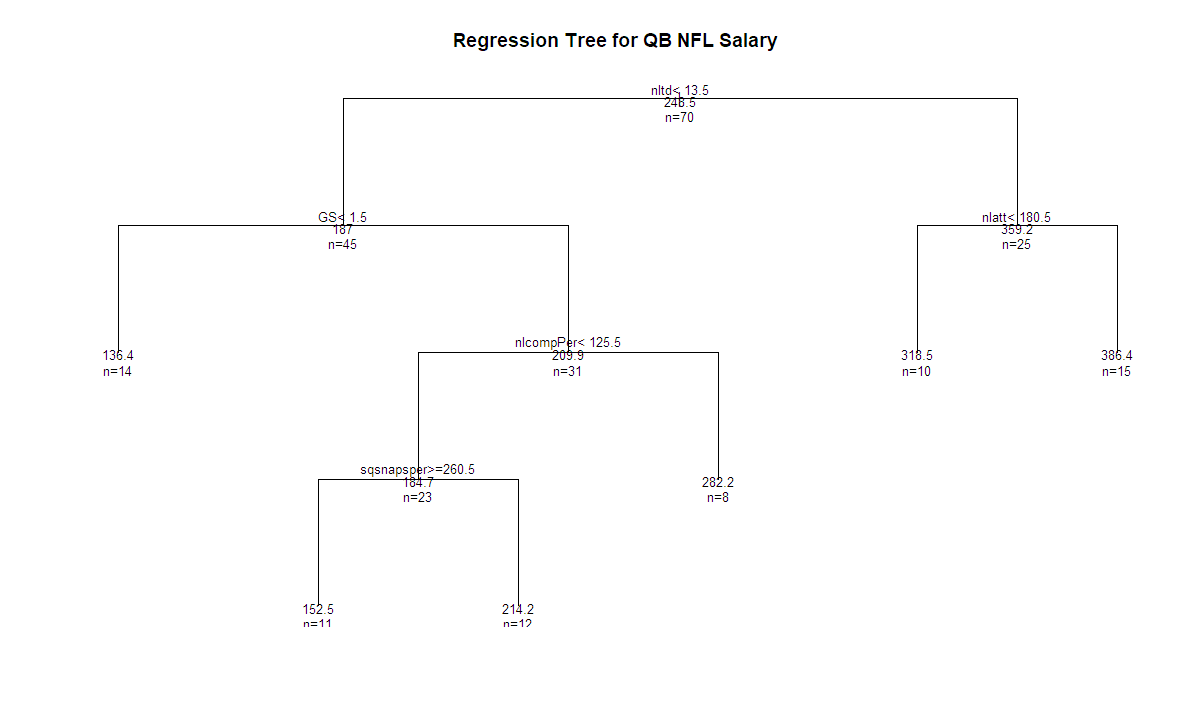 Regression Tree for QB NFL Salary
nltd< 13.5
248.5
n=70
GS< 1.5
187
n=45
nlatt< 180.5
359.2
n=25
136.4
n=14
nlcompPer< 125.5
209.9
n=31
318.5
n=10
386.4
n=15
sqsnapsper>=260.5
184.7
n=23
282.2
n=8
152.5
n=11
214.2
n=12